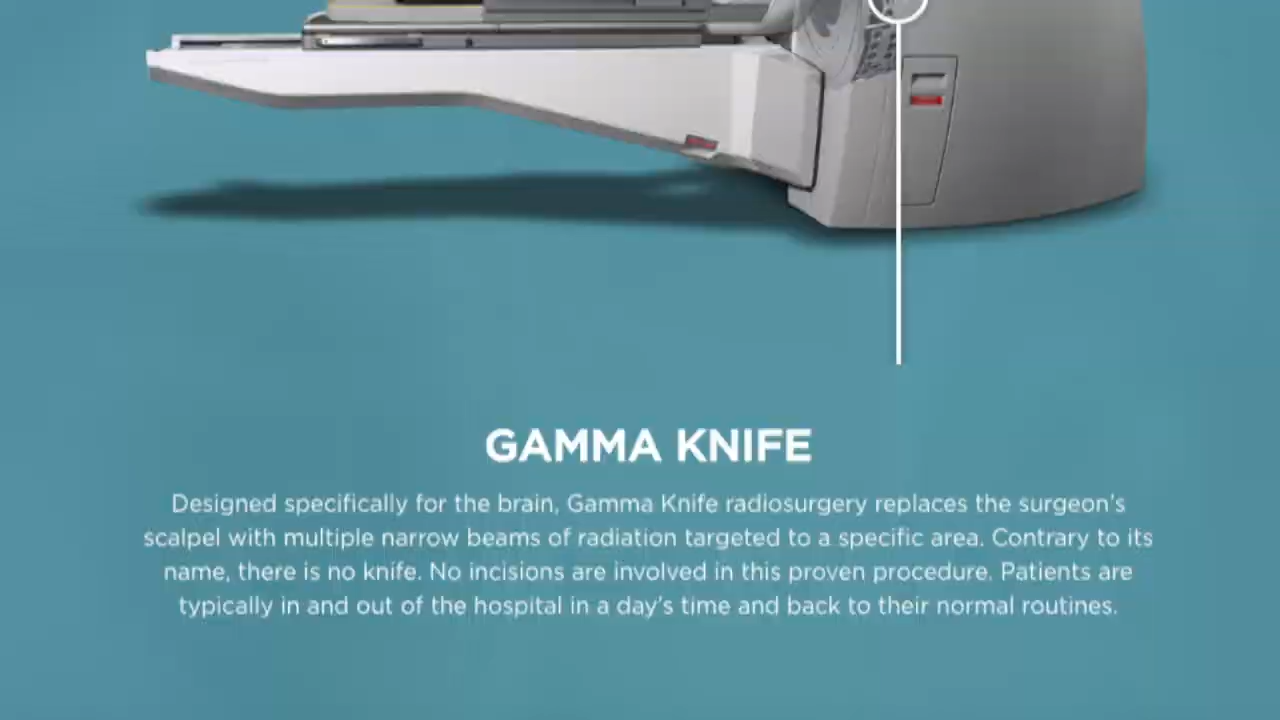 GAMMA KNIFE
Designed specifically for the brain, Gamma Knife radiosurgery replaces the surgeon's
scalpel with multiple narrow beams of radiation targeted to a specific area. Contrary to its
name, there is no knife. No incisions are involved in this proven procedure. Patients are
typically in and out of the hospital in a day's time and back to their normal routines.